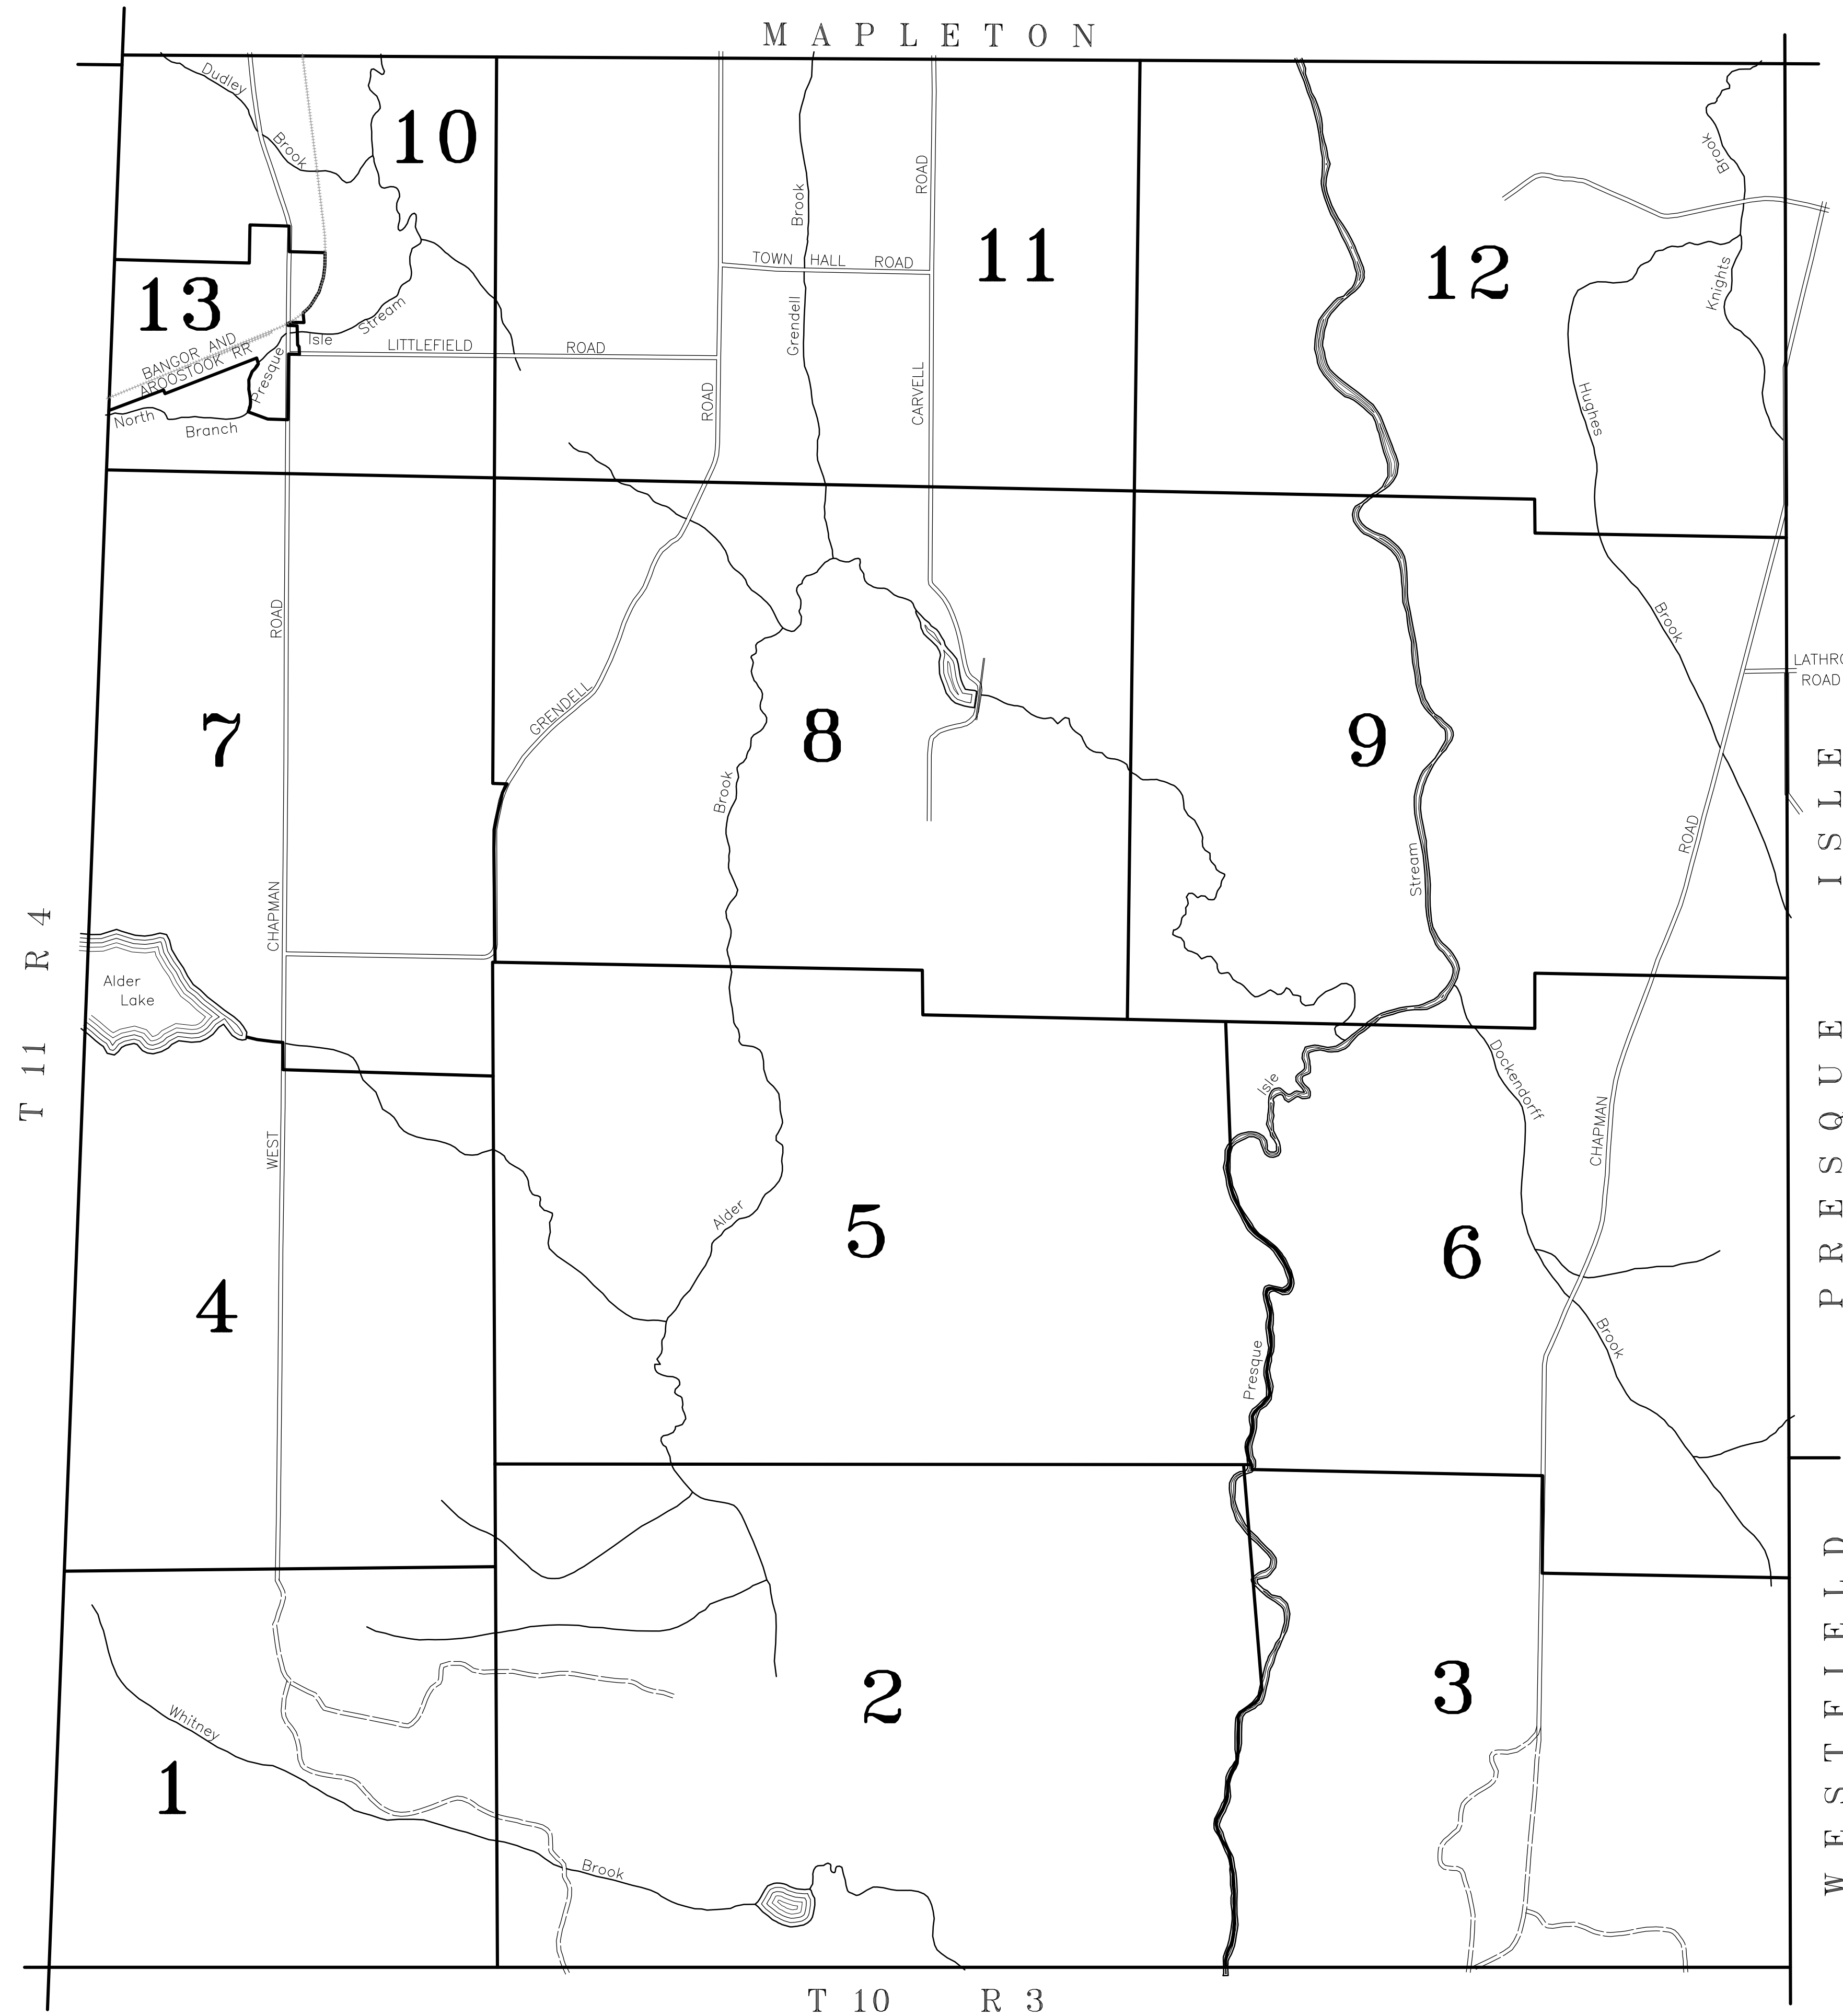 MAPLETON
Dudley
Brook
10
Brook
ROAD
11
12
Brook
Knights
TOWN HALL ROAD
13
Grendell
Stream
Isle
Presque
BANGOR AND
AROOSTOOK RR
LITTLEFIELD ROAD
North
Branch
ROAD
CARVELL
Hughes
Brook
ROAD
LATHRO
ROAD
7
GRENDELL
8
9
Brook
ROAD
Stream
CHAPMAN
PRESQUE ISLE
T 11 R 4
Alder
Lake
Isle
Dockendorff
CHAPMAN
WEST
5
Alder
6
4
Presque
Brook
WESTFIELD
2
3
Whitney
1
Brook
T 10 R 3